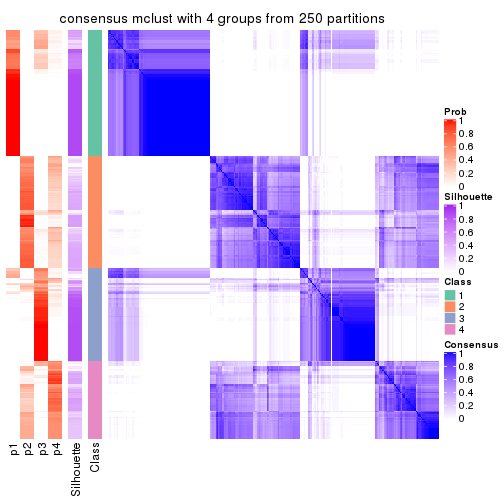 consensus mclust with 4 groups from 250 partitions
Prob
1
0.8
0.6
0.4
0.2
0
Silhouette
1
0.8
0.6
0.4
0.2
0
Class
1
2
3
4
Consensus
1
0.8
0.6
0.4
0.2
0
p1
p2
p3
p4
Silhouette
Class